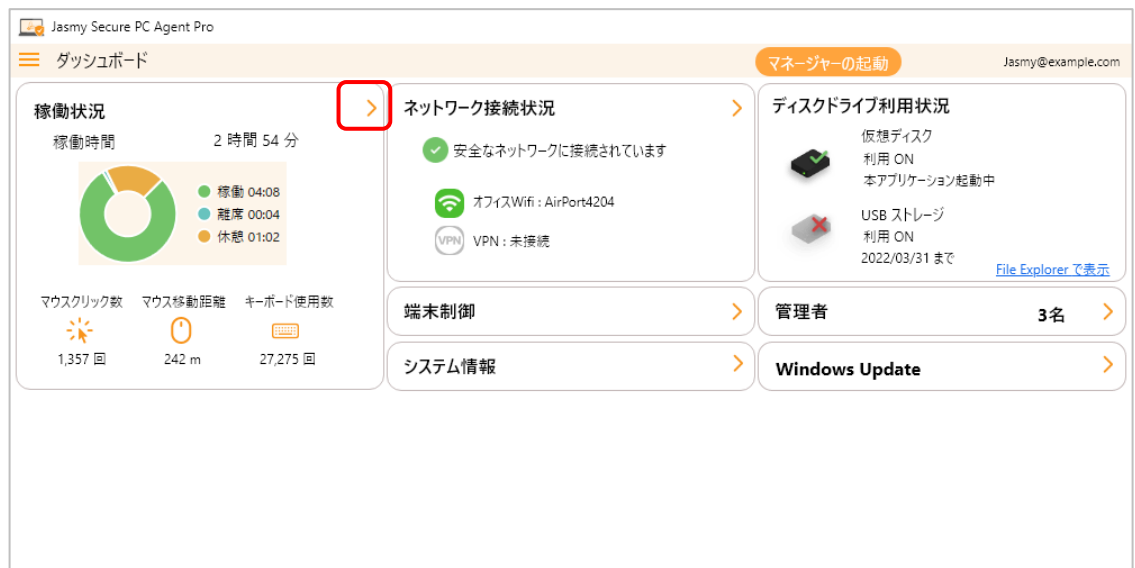 Jasmy Secure PC Agent Pro
ダッシュボード
マネージャーの起動
Jasmy@example.com
稼働状況
稼働時間 2 時間 54 分
稼働 04:08
離席 00:04
休憩 01:02
マウスクリック数 マウス移動距離 キーボード使用数
1,357 回 242 m 27,275 回
ネットワーク接続状況
安全なネットワークに接続されています
オフィスWifi : AirPort4204
VPN VPN : 未接続
ディスクドライブ利用状況
仮想ディスク
利用 ON
本アプリケーション起動中
USB ストレージ
利用 ON
2022/03/31 まで
File Explorer で表示
端末制御
管理者 3名
システム情報
Windows Update